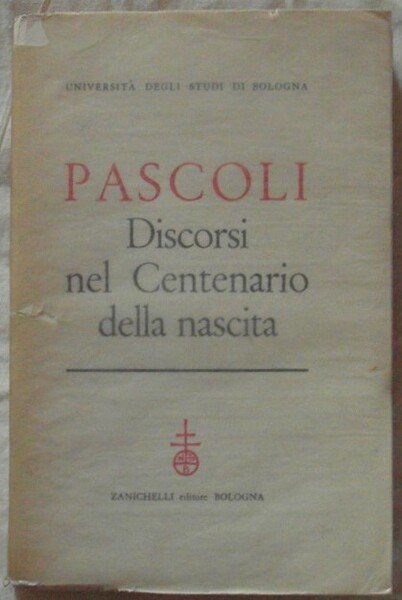 UNIVERSITÀ DEGLI STUDI DI BOLOGNA
PASCOLI
Discorsi
nel Centenario
della nascita
ZANICHELLI editore BOLOGNA